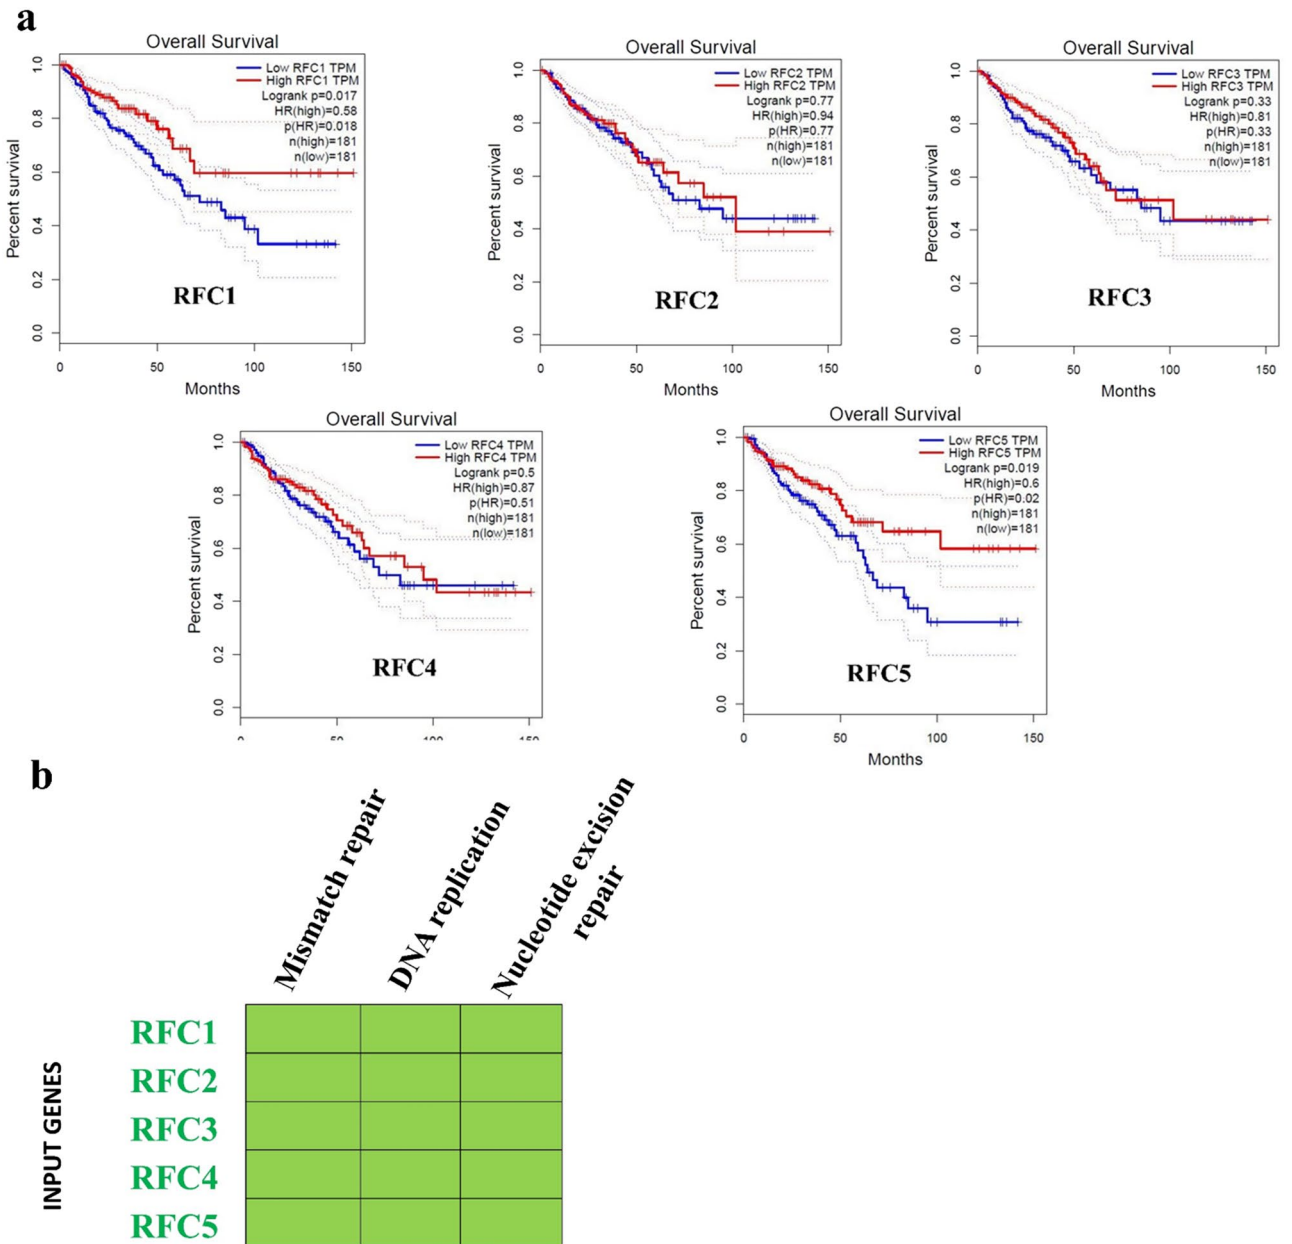 a
Overall Survival
Low RFC1 TPM
High RFC1 TPM
Logrank p=0.017
HR(high)=0.58
p(HR)=0.018
n(high)=181
n(low)=181
Percent survival
1.0
0.8
0.6
0.4
0.2
0.0
RFC1
0 50 100 150
Months
Overall Survival
Low RFC2 TPM
High RFC2 TPM
Logrank p=0.77
HR(high)=0.94
p(HR)=0.77
n(high)=181
n(low)=181
Percent survival
1.0
0.8
0.6
0.4
0.2
0.0
RFC2
0 50 100 150
Months
Overall Survival
Low RFC3 TPM
High RFC3 TPM
Logrank p=0.33
HR(high)=0.81
p(HR)=0.33
n(high)=181
n(low)=181
Percent survival
1.0
0.8
0.6
0.4
0.2
0.0
RFC3
0 50 100 150
Months
Overall Survival
Low RFC4 TPM
High RFC4 TPM
Logrank p=0.5
HR(high)=0.87
p(HR)=0.51
n(high)=181
n(low)=181
Percent survival
1.0
0.8
0.6
0.4
0.2
0.0
RFC4
0 50 100 150
Overall Survival
Low RFC5 TPM
High RFC5 TPM
Logrank p=0.019
HR(high)=0.6
p(HR)=0.02
n(high)=181
n(low)=181
Percent survival
1.0
0.8
0.6
0.4
0.2
0.0
RFC5
0 50 100 150
Months
b
Mismatch repair
DNA replication
Nucleotide excision
repair
INPUT GENES
RFC1
RFC2
RFC3
RFC4
RFC5